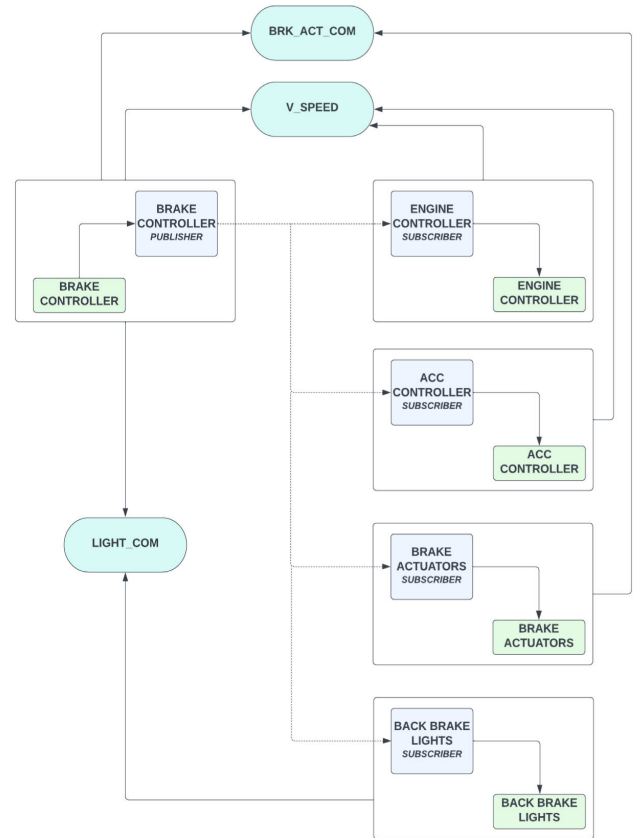 BRK_ACT_COM
V_SPEED
BRAKE
CONTROLLER
PUBLISHER
BRAKE
CONTROLLER
ENGINE
CONTROLLER
SUBSCRIBER
ENGINE
CONTROLLER
ACC
CONTROLLER
SUBSCRIBER
ACC
CONTROLLER
LIGHT_COM
BRAKE
ACTUATORS
SUBSCRIBER
BRAKE
ACTUATORS
BACK BRAKE
LIGHTS
SUBSCRIBER
BACK BRAKE
LIGHTS